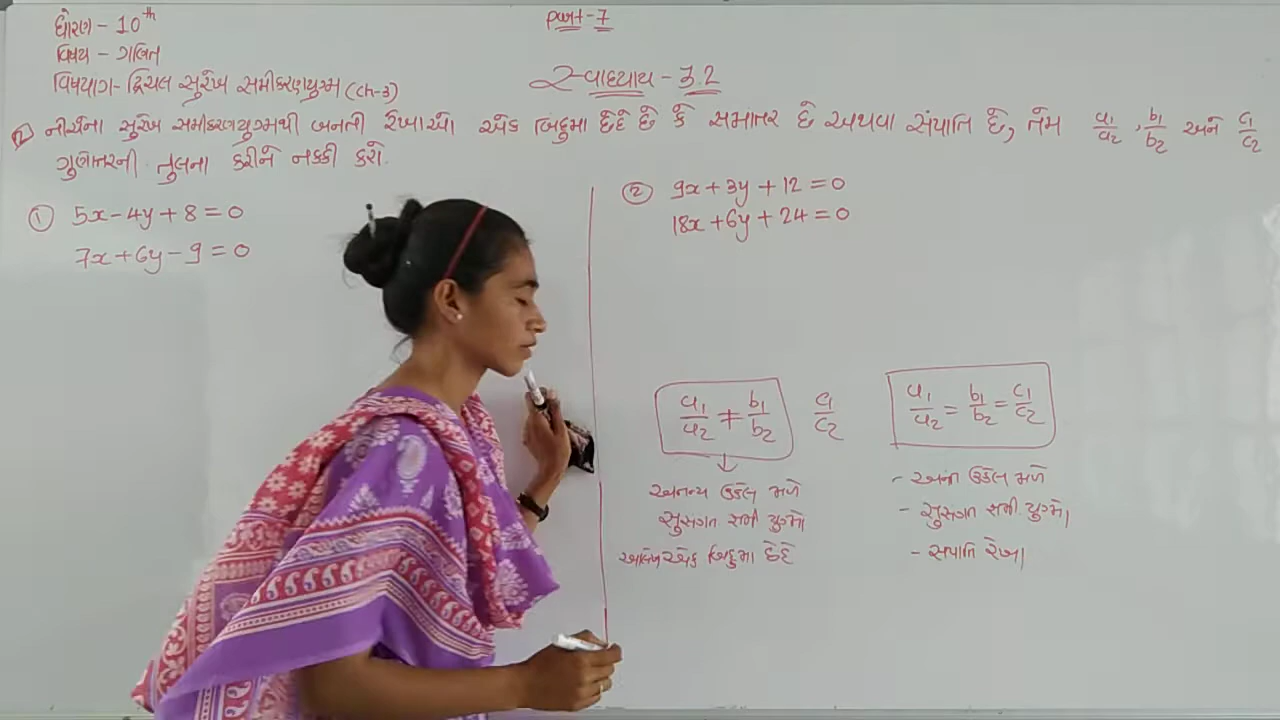 ધોરણ - 10th
Part - 7
વિષય - ગણિત
વિષયાંગ - દ્વિચલ સુરેખ સમીકરણયુગ્મ (ch-3)
સ્વાધ્યાય - 3.2
નીચેના સુરેખ સમીકરણયુગ્મથી બનતી રેખાઓ એક બિંદુમાં છેદે છે કે સમાંતર છે અથવા સંપાતિ છે, તેમ a1/a2, b1/b2 અને c1/c2
ગુણોત્તરની તુલના કરીને નક્કી કરો.
① 5x - 4y + 8 = 0
7x + 6y - 9 = 0
② 9x + 3y + 12 = 0
18x + 6y + 24 = 0
a1/a2 ≠ b1/b2 c1/c2
અનન્ય ઉકેલ મળે
સુસંગત સમી યુગ્મો
આલેખ એક બિંદુમા છેદે
a1/a2 = b1/b2 = c1/c2
- અનંત ઉકેલ મળે
- સુસંગત સમી યુગ્મો
- સંપાતિ રેખા